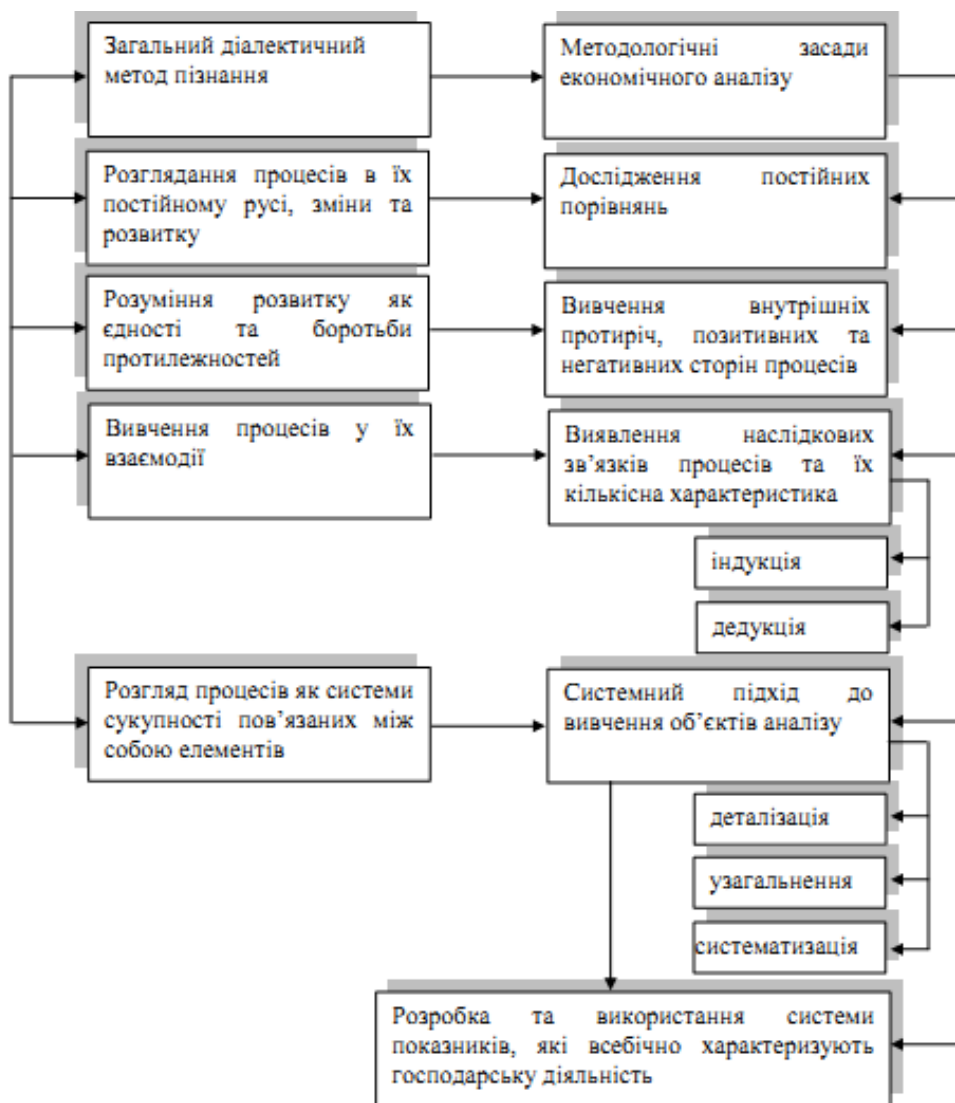 Загальний діалектичний
метод пізнання
Методологічні засади
економічного аналізу
Розглядання процесів в їх
постійному русі, зміни та
розвитку
Дослідження постійних
порівнянь
Розуміння розвитку як
єдності та боротьби
протилежностей
Вивчення внутрішніх
протиріч, позитивних та
негативних сторін процесів
Вивчення процесів у їх
взаємодії
Виявлення наслідкових
зв’язків процесів та їх
кількісна характеристика
індукція
дедукція
Розгляд процесів як системи
сукупності пов’язаних між
собою елементів
Системний підхід до
вивчення об’єктів аналізу
деталізація
узагальнення
систематизація
Розробка та використання системи
показників, які всебічно характеризують
господарську діяльність